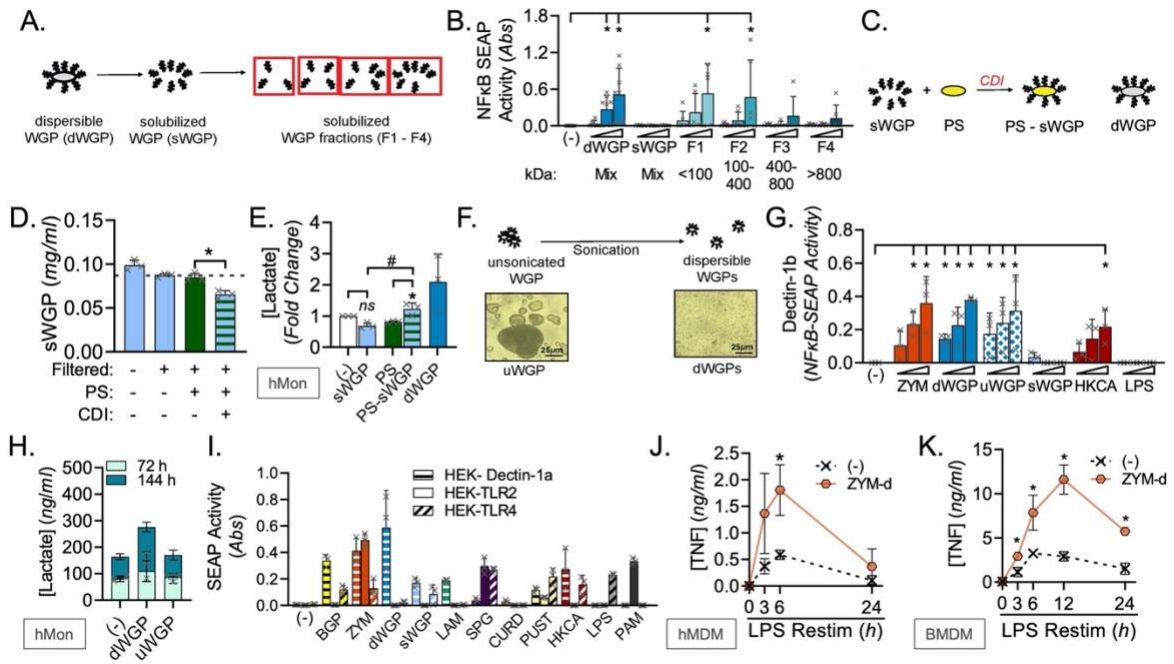 A.
dispersible
WGP (dWGP)
solubilized
WGP (sWGP)
solubilized
WGP fractions (F1 - F4)
B.
NFkB SEAP
Activity (Abs)
1.8
1.2
0.6
0.0
(-)
dWGP
sWGP
F1
F2
F3
F4
kDa:
Mix
Mix
<100
100-
400
400-
800
>800
* * * *
C.
CDI
sWGP
+
PS
PS - sWGP
dWGP
D.
sWGP (mg/ml)
0.15
0.10
0.05
0.00
*
Filtered: - + + +
PS: - - + +
CDI: - - - +
E.
[Lactate]
(Fold Change)
4
3
2
1
0
ns
#
*
(-)
sWGP
PS
PS-sWGP
dWGP
hMon
F.
Sonication
unsonicated
WGP
dispersible
WGPs
25µm
25µm
uWGP
dWGPs
G.
Dectin-1b
(NFkB-SEAP Activity)
0.8
0.6
0.4
0.2
0.0
* * * * * * * * *
(-)
ZYM
dWGP
uWGP
sWGP
HKCA
LPS
H.
[Lactate] (ng/ml)
500
400
300
200
100
0
72 h
144 h
(-)
dWGP
uWGP
hMon
I.
SEAP Activity
(Abs)
1.0
0.8
0.6
0.4
0.2
0.0
HEK- Dectin-1a
HEK-TLR2
HEK-TLR4
(-)
BGP
ZYM
dWGP
sWGP
LAM
SPG
CURD
PUST
HKCA
LPS
PAM
J.
[TNF] (ng/ml)
2.5
2.0
1.5
1.0
0.5
0.0
(-)
ZYM-d
*
0 3 6 24
LPS Restim (h)
hMDM
K.
[TNF] (ng/ml)
15
10
5
0
(-)
ZYM-d
* * * *
0 3 6 12 24
LPS Restim (h)
BMDM